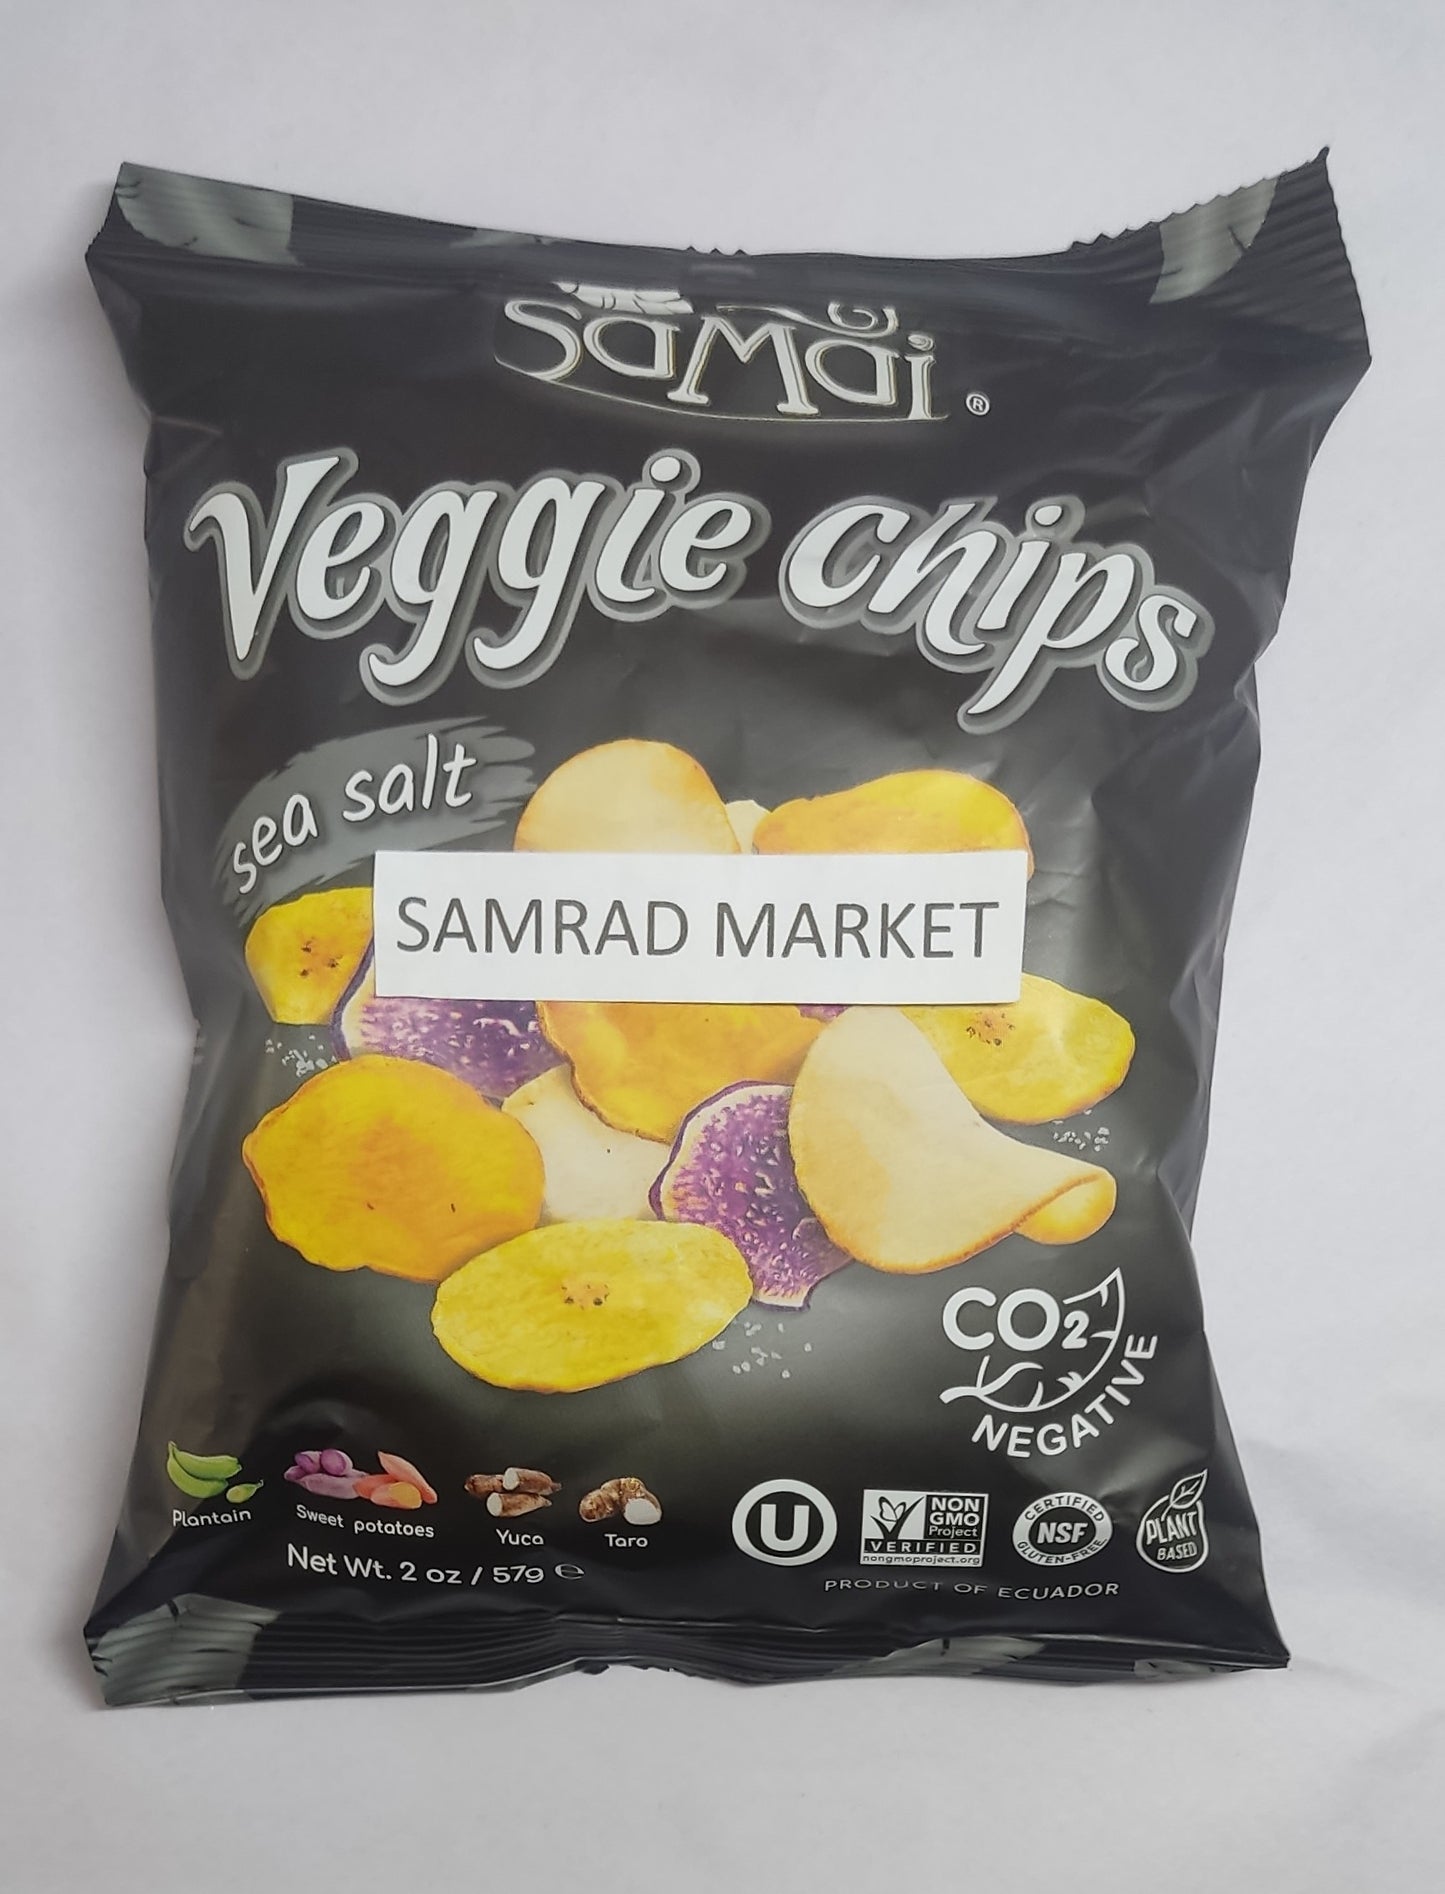 SaMai ®
Veggie chips
sea salt
SAMRAD MARKET
CO2
NEGATIVE
Plantain
Sweet potatoes
Yuca
Taro
Net Wt. 2 oz / 57g ℮
U
NON
GMO
Project
VERIFIED
nongmoproject.org
CERTIFIED
NSF
GLUTEN-FREE
PLANT
BASED
PRODUCT OF ECUADOR